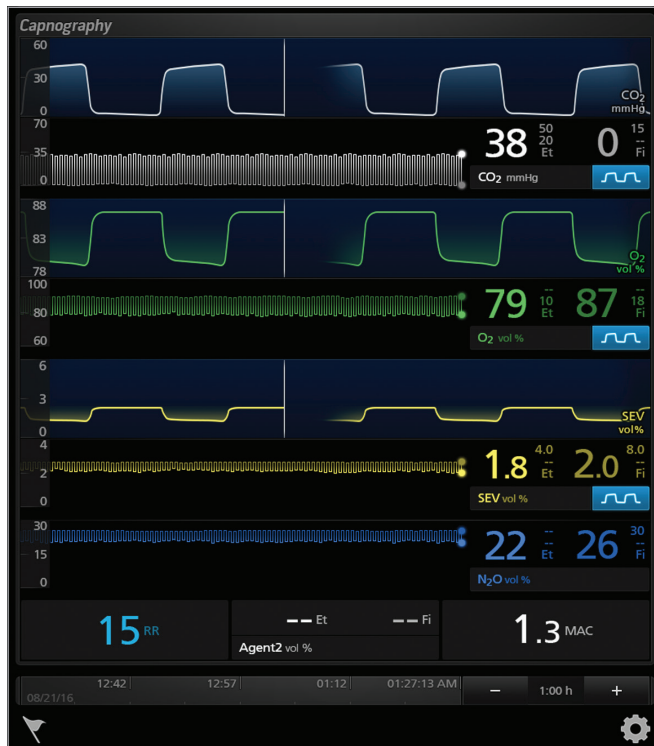 Capnography
60
30
0
CO2
mmHg
70
35
0
38 50 20 Et 0 15 -- Fi
CO2 mmHg
88
83
78
O2
vol %
100
80
60
79 -- 10 Et 87 -- 18 Fi
O2 vol %
6
3
0
SEV
vol%
4
2
0
1.8 4.0 -- Et 2.0 8.0 -- Fi
SEV vol %
30
15
0
22 -- -- Et 26 30 -- Fi
N2O vol %
15 RR
-- Et -- Fi
Agent2 vol %
1.3 MAC
12:42 12:57 01:12 01:27:13 AM
08/21/16
− 1:00 h +